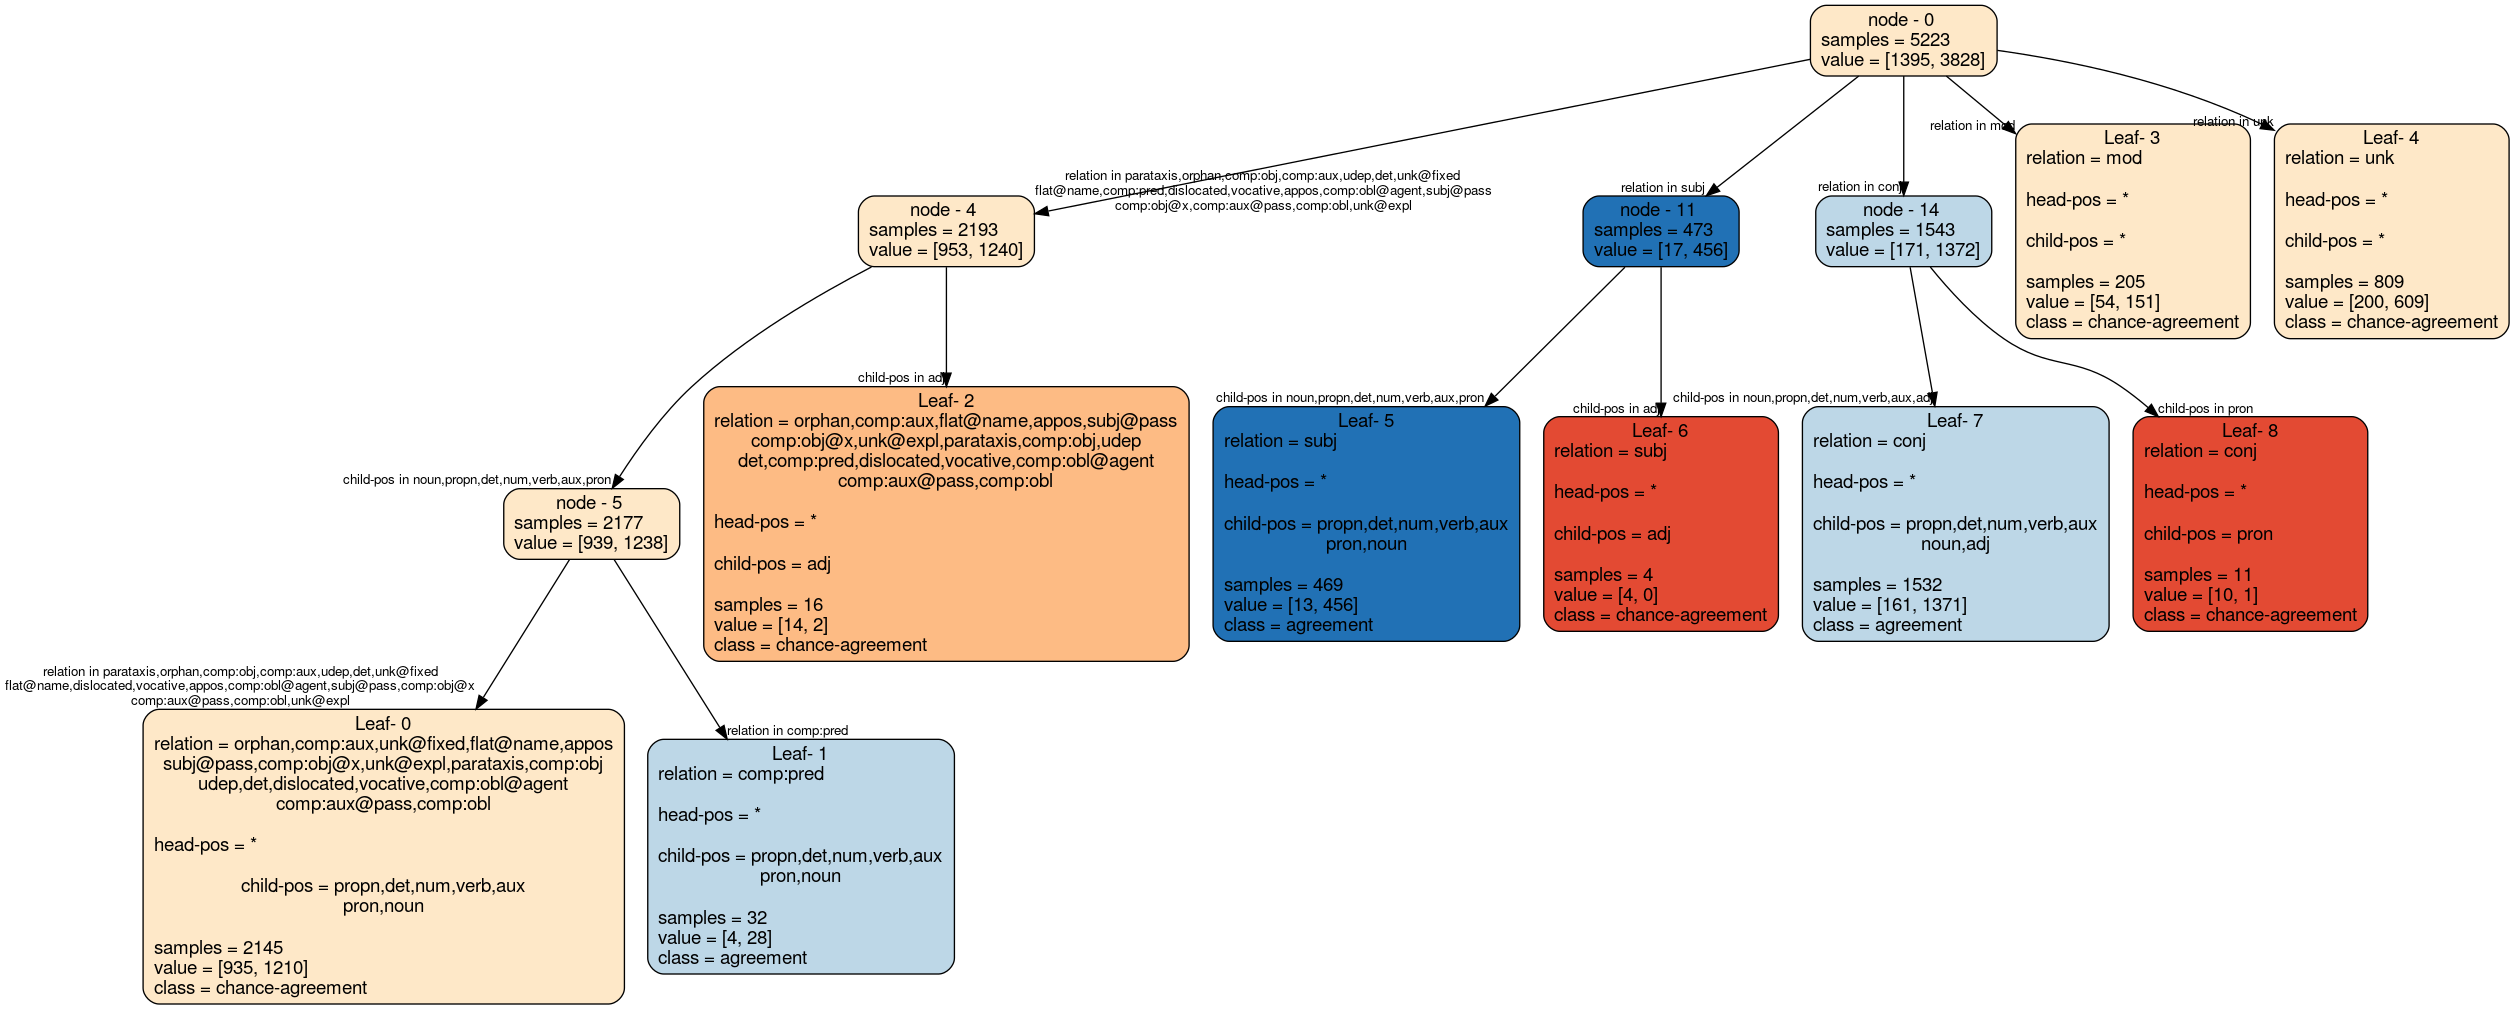 node - 0
samples = 5223
value = [1395, 3828]
relation in parataxis,orphan,comp:obj,comp:aux,udep,det,unk@fixed
flat@name,comp:pred,dislocated,vocative,appos,comp:obl@agent,subj@pass
comp:obj@x,comp:aux@pass,comp:obl,unk@expl
relation in subj
relation in conj
relation in mod
relation in unk
node - 4
samples = 2193
value = [953, 1240]
node - 11
samples = 473
value = [17, 456]
node - 14
samples = 1543
value = [171, 1372]
Leaf- 3
relation = mod
head-pos = *
child-pos = *
samples = 205
value = [54, 151]
class = chance-agreement
Leaf- 4
relation = unk
head-pos = *
child-pos = *
samples = 809
value = [200, 609]
class = chance-agreement
child-pos in noun,propn,det,num,verb,aux,pron
child-pos in adj
child-pos in noun,propn,det,num,verb,aux,pron
child-pos in adj
child-pos in noun,propn,det,num,verb,aux,adj
child-pos in pron
node - 5
samples = 2177
value = [939, 1238]
Leaf- 2
relation = orphan,comp:aux,flat@name,appos,subj@pass
comp:obj@x,unk@expl,parataxis,comp:obj,udep
det,comp:pred,dislocated,vocative,comp:obl@agent
comp:aux@pass,comp:obl
head-pos = *
child-pos = adj
samples = 16
value = [14, 2]
class = chance-agreement
Leaf- 5
relation = subj
head-pos = *
child-pos = propn,det,num,verb,aux
pron,noun
samples = 469
value = [13, 456]
class = agreement
Leaf- 6
relation = subj
head-pos = *
child-pos = adj
samples = 4
value = [4, 0]
class = chance-agreement
Leaf- 7
relation = conj
head-pos = *
child-pos = propn,det,num,verb,aux
noun,adj
samples = 1532
value = [161, 1371]
class = agreement
Leaf- 8
relation = conj
head-pos = *
child-pos = pron
samples = 11
value = [10, 1]
class = chance-agreement
relation in parataxis,orphan,comp:obj,comp:aux,udep,det,unk@fixed
flat@name,dislocated,vocative,appos,comp:obl@agent,subj@pass,comp:obj@x
comp:aux@pass,comp:obl,unk@expl
relation in comp:pred
Leaf- 0
relation = orphan,comp:aux,unk@fixed,flat@name,appos
subj@pass,comp:obj@x,unk@expl,parataxis,comp:obj
udep,det,dislocated,vocative,comp:obl@agent
comp:aux@pass,comp:obl
head-pos = *
child-pos = propn,det,num,verb,aux
pron,noun
samples = 2145
value = [935, 1210]
class = chance-agreement
Leaf- 1
relation = comp:pred
head-pos = *
child-pos = propn,det,num,verb,aux
pron,noun
samples = 32
value = [4, 28]
class = agreement